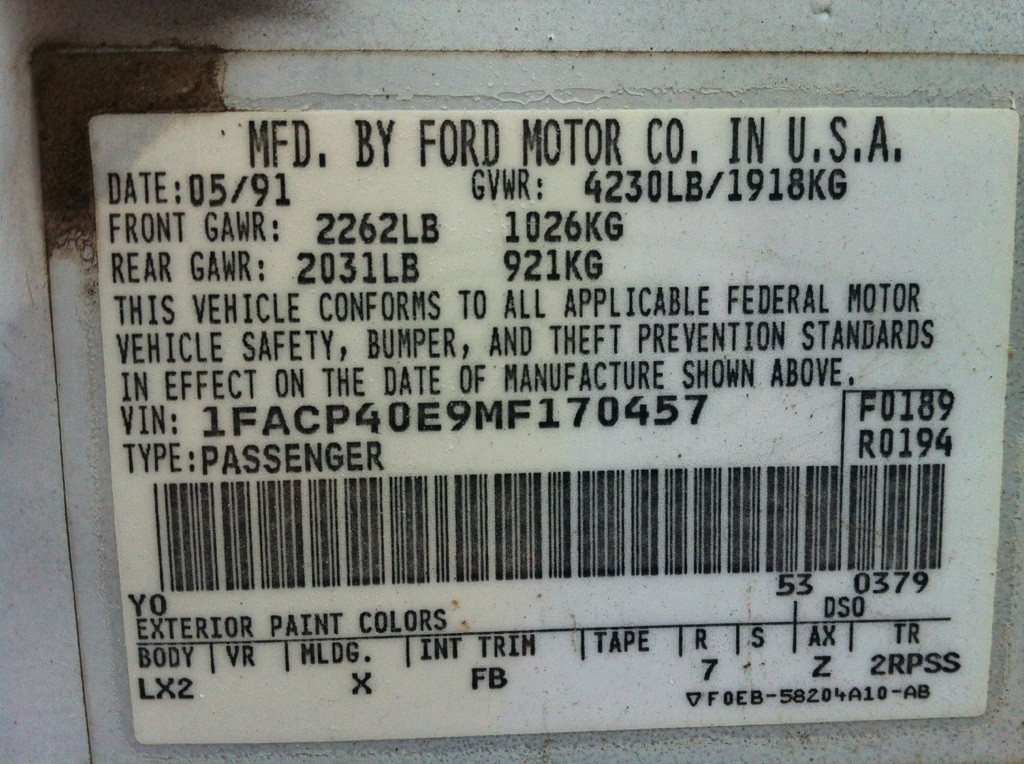 MFD. BY FORD MOTOR CO. IN U.S.A.
DATE: 05/91 GVWR: 4230LB/1918KG
FRONT GAWR: 2262LB 1026KG
REAR GAWR: 2031LB 921KG
THIS VEHICLE CONFORMS TO ALL APPLICABLE FEDERAL MOTOR
VEHICLE SAFETY, BUMPER, AND THEFT PREVENTION STANDARDS
IN EFFECT ON THE DATE OF MANUFACTURE SHOWN ABOVE.
VIN: 1FACP40E9MF170457 F0189
TYPE: PASSENGER R0194
YO 53 0379
EXTERIOR PAINT COLORS DSO
BODY VR MLDG. INT TRIM TAPE R S AX TR
LX2 X FB 7 Z 2RPSS
▽F0EB-58204A10-AB